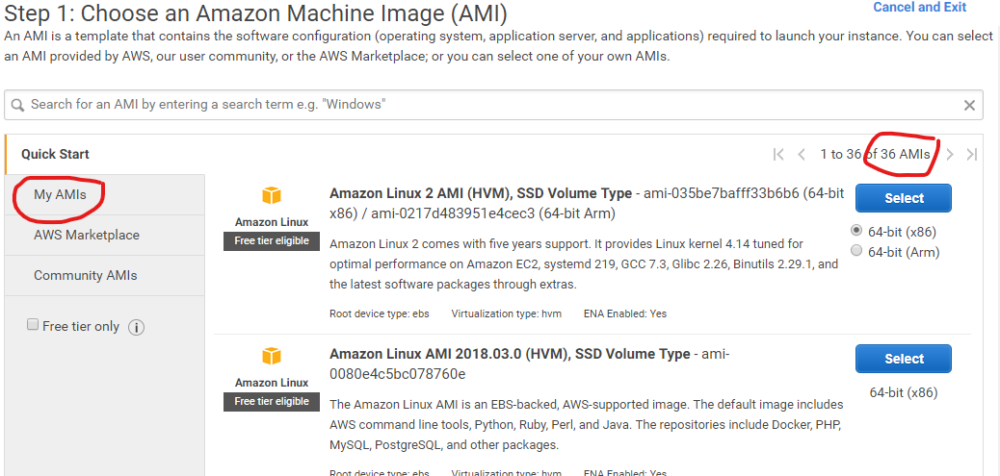 Step 1: Choose an Amazon Machine Image (AMI)
Cancel and Exit
An AMI is a template that contains the software configuration (operating system, application server, and applications) required to launch your instance. You can select
an AMI provided by AWS, our user community, or the AWS Marketplace; or you can select one of your own AMIs.
Search for an AMI by entering a search term e.g. "Windows"
Quick Start
1 to 36 of 36 AMIs
My AMIs
AWS Marketplace
Community AMIs
Free tier only
Amazon Linux
Free tier eligible
Amazon Linux 2 AMI (HVM), SSD Volume Type - ami-035be7bafff33b6b6 (64-bit
x86) / ami-0217d483951e4cec3 (64-bit Arm)
Amazon Linux 2 comes with five years support. It provides Linux kernel 4.14 tuned for
optimal performance on Amazon EC2, systemd 219, GCC 7.3, Glibc 2.26, Binutils 2.29.1, and
the latest software packages through extras.
Root device type: ebs Virtualization type: hvm ENA Enabled: Yes
Select
64-bit (x86)
64-bit (Arm)
Amazon Linux
Free tier eligible
Amazon Linux AMI 2018.03.0 (HVM), SSD Volume Type - ami-
0080e4c5bc078760e
The Amazon Linux AMI is an EBS-backed, AWS-supported image. The default image includes
AWS command line tools, Python, Ruby, Perl, and Java. The repositories include Docker, PHP,
MySQL, PostgreSQL, and other packages.
Root device type: ebs Virtualization type: hvm ENA Enabled: Yes
Select
64-bit (x86)